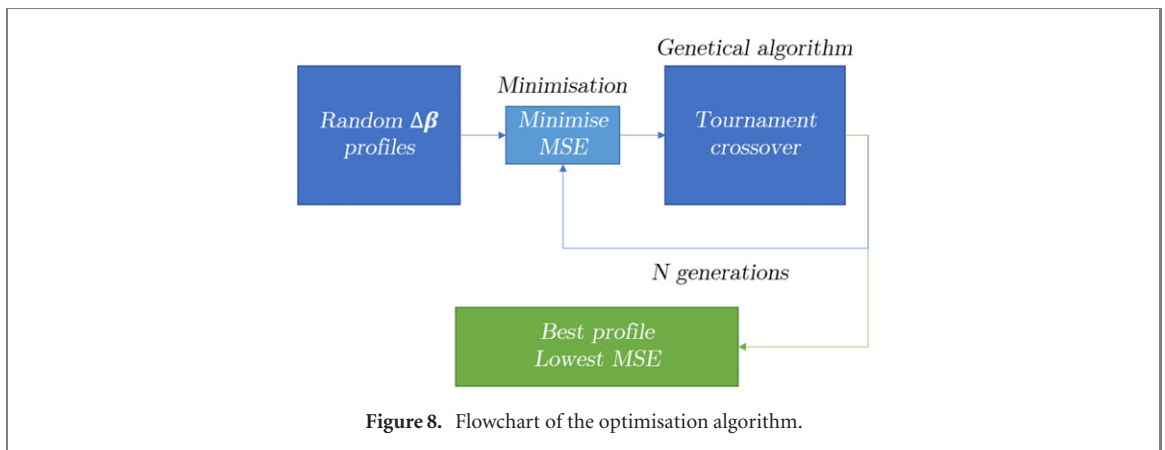 Genetical algorithm
Minimisation
Random Δβ
profiles
Minimise
MSE
Tournament
crossover
N generations
Best profile
Lowest MSE
Figure 8. Flowchart of the optimisation algorithm.